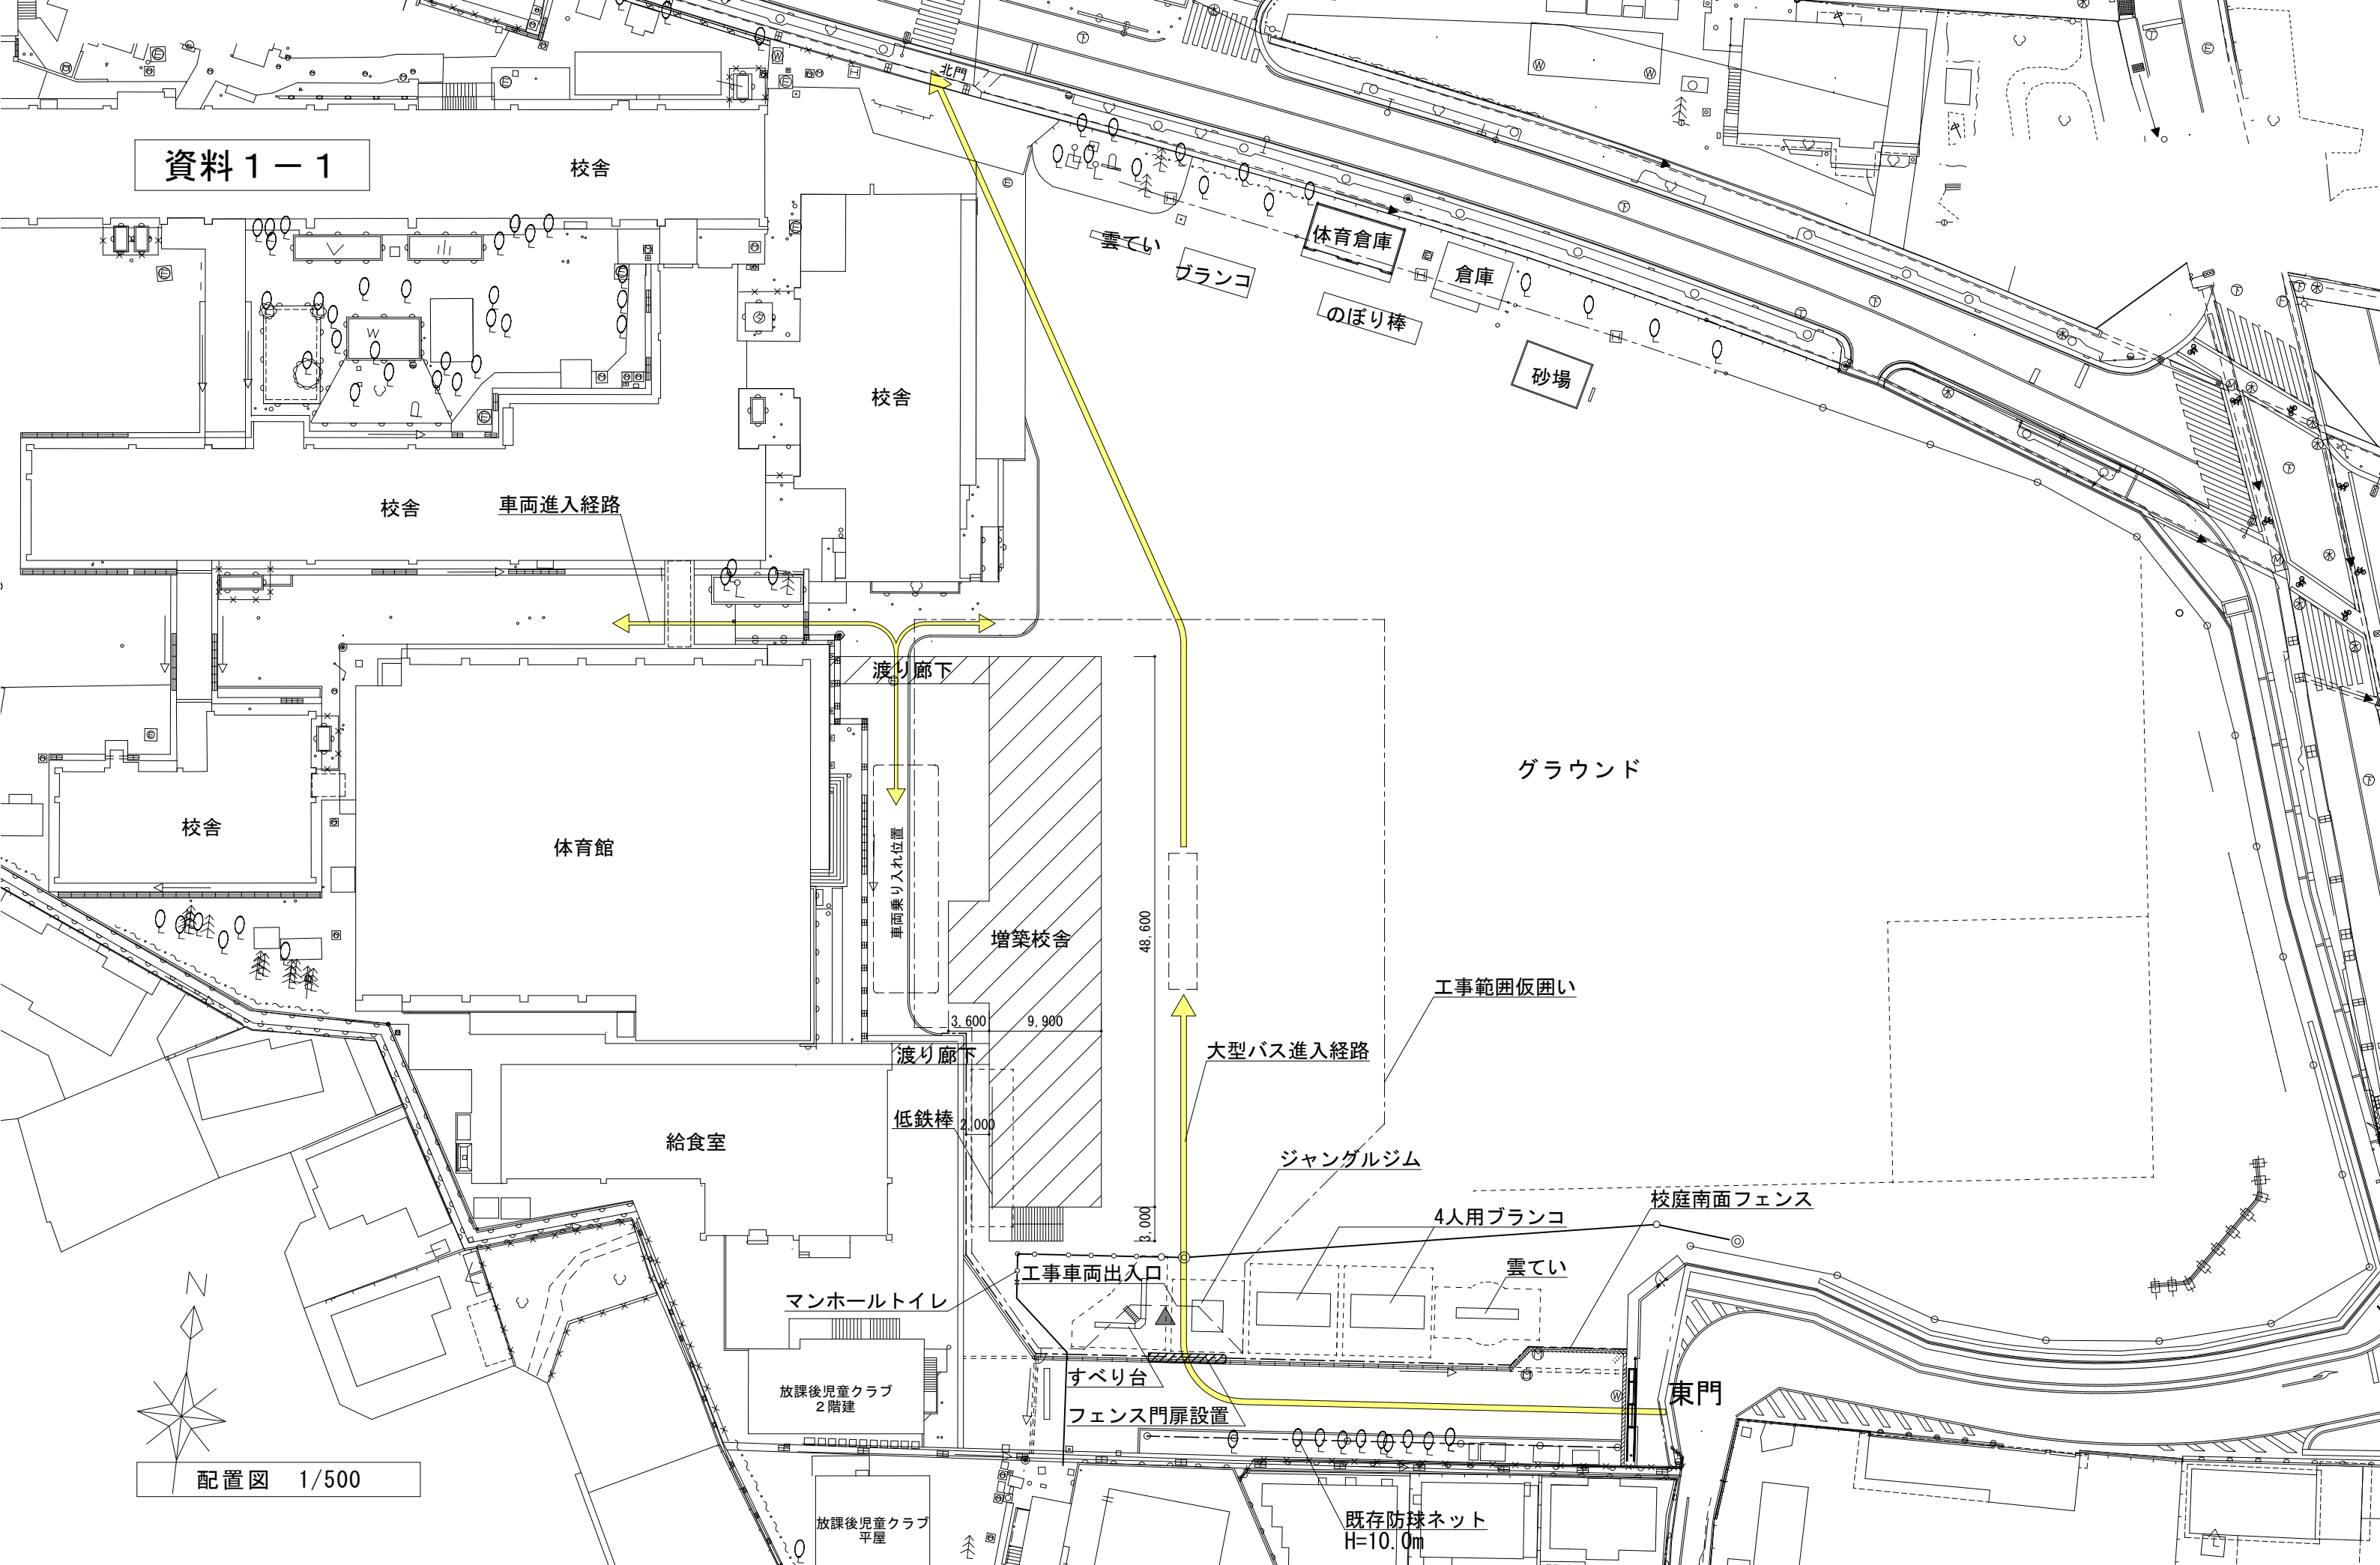 北門
資料１－１
校舎
雲てい
体育倉庫
ブランコ
倉庫
のぼり棒
砂場
校舎
校舎
車両進入経路
渡り廊下
グラウンド
校舎
体育館
車両乗り入れ位置
増築校舎
48,600
工事範囲仮囲い
3,600
9,900
大型バス進入経路
渡り廊下
低鉄棒
2,000
給食室
ジャングルジム
校庭南面フェンス
4人用ブランコ
3,000
雲てい
工事車両出入口
マンホールトイレ
N
すべり台
東門
放課後児童クラブ
２階建
フェンス門扉設置
配置図　1/500
既存防球ネット
H=10.0m
放課後児童クラブ
平屋